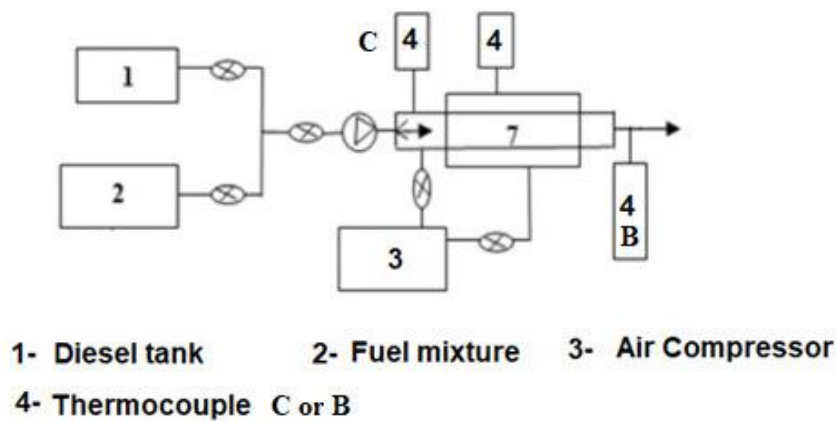 C 4 4
1
7
2
4
B
3
1- Diesel tank 2- Fuel mixture 3- Air Compressor
4- Thermocouple C or B